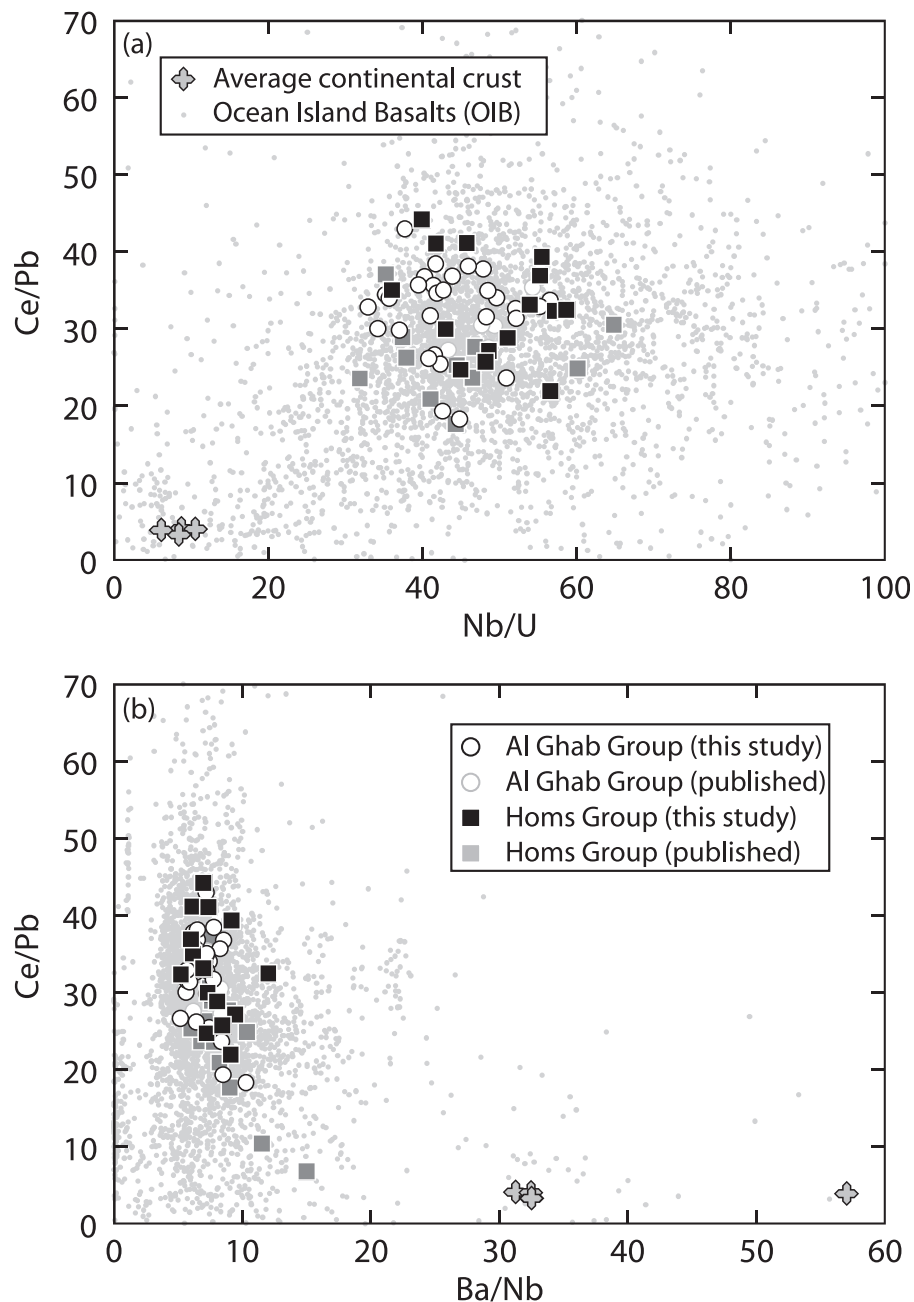 (a)
Average continental crust
Ocean Island Basalts (OIB)
70
60
50
40
30
20
10
0
Ce/Pb
0 20 40 60 80 100
Nb/U
(b)
Al Ghab Group (this study)
Al Ghab Group (published)
Homs Group (this study)
Homs Group (published)
70
60
50
40
30
20
10
0
Ce/Pb
0 10 20 30 40 50 60
Ba/Nb